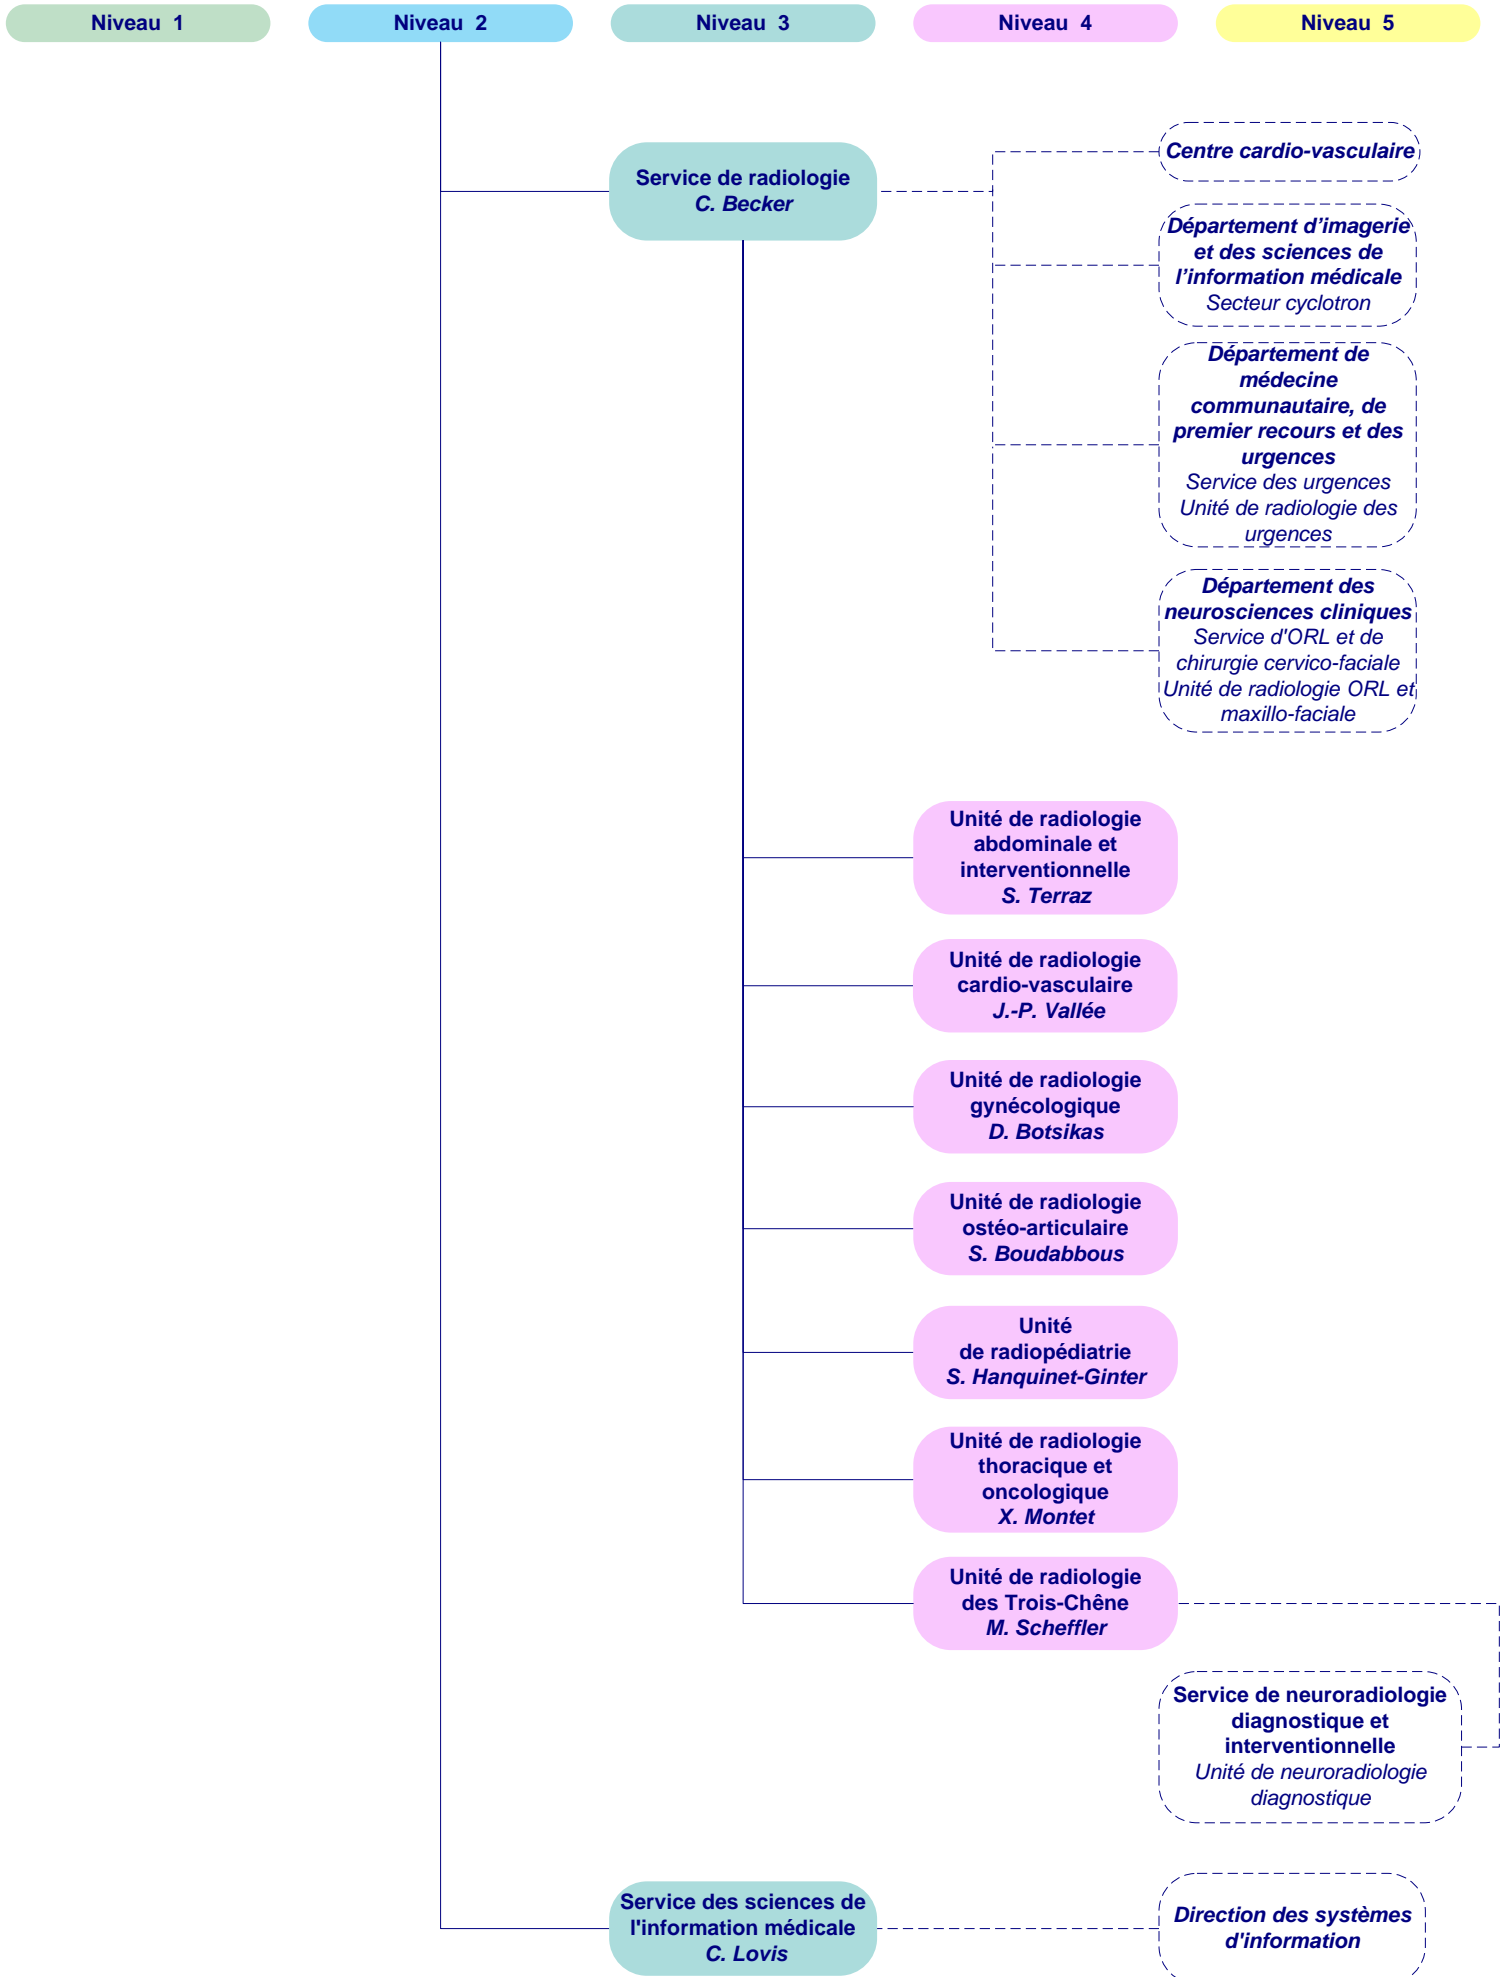 Niveau 1
Niveau 2
Niveau 3
Niveau 4
Niveau 5
Service de radiologie
C. Becker
Centre cardio-vasculaire
Département d’imagerie
et des sciences de
l’information médicale
Secteur cyclotron
Département de
médecine
communautaire, de
premier recours et des
urgences
Service des urgences
Unité de radiologie des
urgences
Département des
neurosciences cliniques
Service d'ORL et de
chirurgie cervico-faciale
Unité de radiologie ORL et
maxillo-faciale
Unité de radiologie
abdominale et
interventionnelle
S. Terraz
Unité de radiologie
cardio-vasculaire
J.-P. Vallée
Unité de radiologie
gynécologique
D. Botsikas
Unité de radiologie
ostéo-articulaire
S. Boudabbous
Unité
de radiopédiatrie
S. Hanquinet-Ginter
Unité de radiologie
thoracique et
oncologique
X. Montet
Unité de radiologie
des Trois-Chêne
M. Scheffler
Service de neuroradiologie
diagnostique et
interventionnelle
Unité de neuroradiologie
diagnostique
Service des sciences de
l'information médicale
C. Lovis
Direction des systèmes
d'information